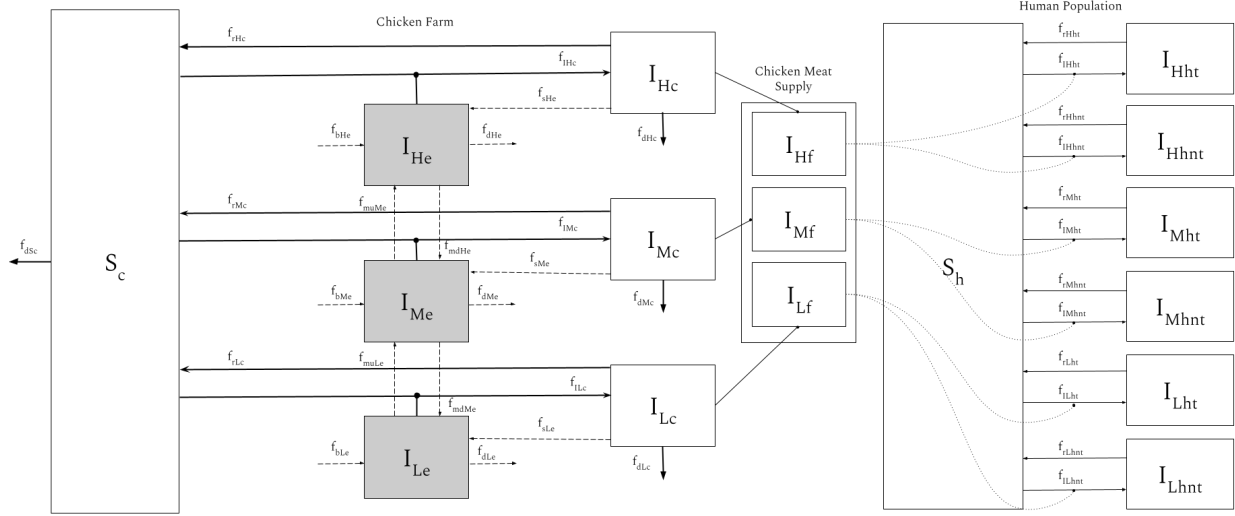 Chicken Farm
Human Population
f_rHc
f_IHc
I_Hc
f_sHe
f_bHe
I_He
f_dHe
f_dHc
Chicken Meat
Supply
I_Hf
I_Mf
I_Lf
f_rMc
f_muMe
f_mdHe
f_IMc
I_Mc
f_sMe
f_bMe
I_Me
f_dMe
f_dMc
f_dSc
S_c
f_rLc
f_muLe
f_mdMe
f_ILc
I_Lc
f_sLe
f_bLe
I_Le
f_dLe
f_dLc
S_h
f_rHht
f_IHht
I_Hht
f_rHhnt
f_IHhnt
I_Hhnt
f_rMht
f_IMht
I_Mht
f_rMhnt
f_IMhnt
I_Mhnt
f_rLht
f_ILht
I_Lht
f_rLhnt
f_ILhnt
I_Lhnt